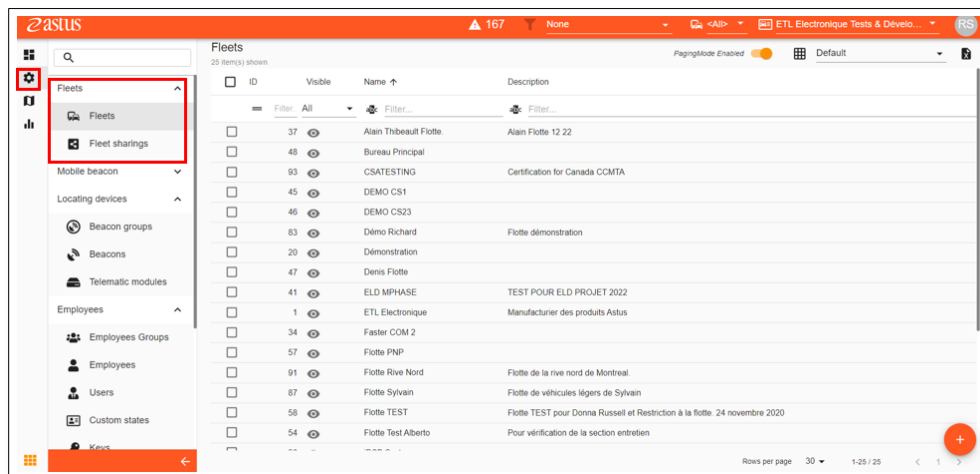 astus
167
None
<All>
ETL Electronique Tests & Dévelo...
RS
Fleets
25 item(s) shown
PagingMode Enabled
Default
Fleets
Fleets
Fleet sharings
Mobile beacon
Locating devices
Beacon groups
Beacons
Telematic modules
Employees
Employees Groups
Employees
Users
Custom states
Keys
ID Visible Name Description
Filter. All Filter... Filter...
37 Alain Thibeault Flotte. Alain Flotte 12 22
48 Bureau Principal
93 CSATESTING Certification for Canada CCMTA
45 DEMO CS1
46 DEMO CS23
83 Démo Richard Flotte démonstration
20 Démonstration
47 Denis Flotte
41 ELD MPHASE TEST POUR ELD PROJET 2022
1 ETL Electronique Manufacturier des produits Astus
34 Faster COM 2
57 Flotte PNP
91 Flotte Rive Nord Flotte de la rive nord de Montreal.
87 Flotte Sylvain Flotte de véhicules légers de Sylvain
58 Flotte TEST Flotte TEST pour Donna Russell et Restriction à la flotte. 24 novembre 2020
54 Flotte Test Alberto Pour vérification de la section entretien
Rows per page 30 1-25 / 25 1